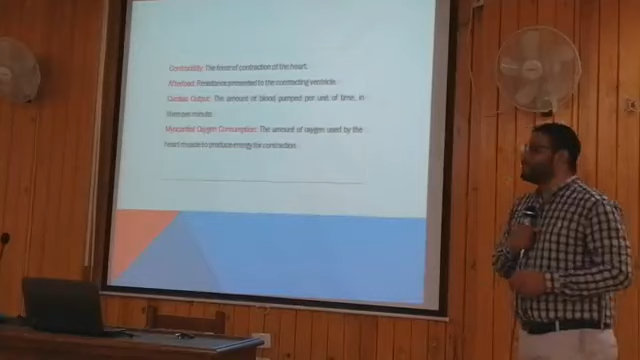 Contractility: The force of contraction of the heart.
Afterload: Resistance presented to the contracting ventricle.
Cardiac Output: The amount of blood pumped per unit of time, in
liters per minute.
Myocardial Oxygen Consumption: The amount of oxygen used by the
heart muscle to produce energy for contraction.